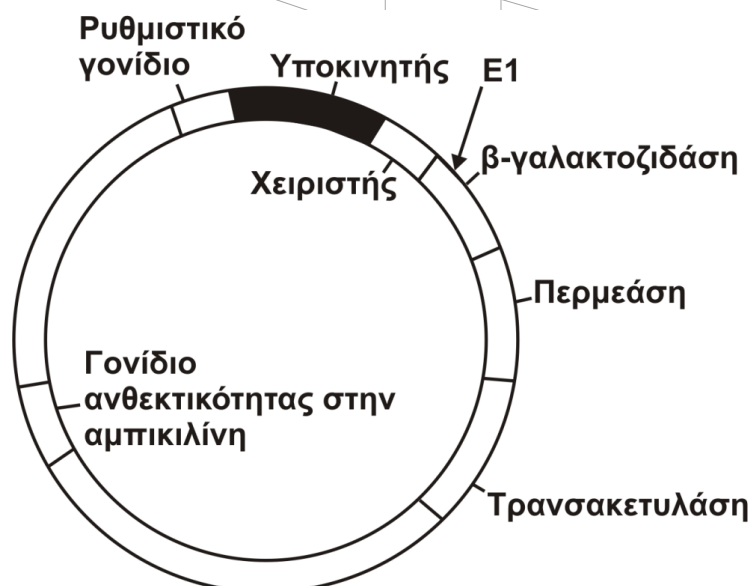 Ρυθμιστικό
γονίδιο
Υποκινητής
Ε1
β-γαλακτοζιδάση
Χειριστής
Περμεάση
Γονίδιο
ανθεκτικότητας στην
αμπικιλίνη
Τρανσακετυλάση